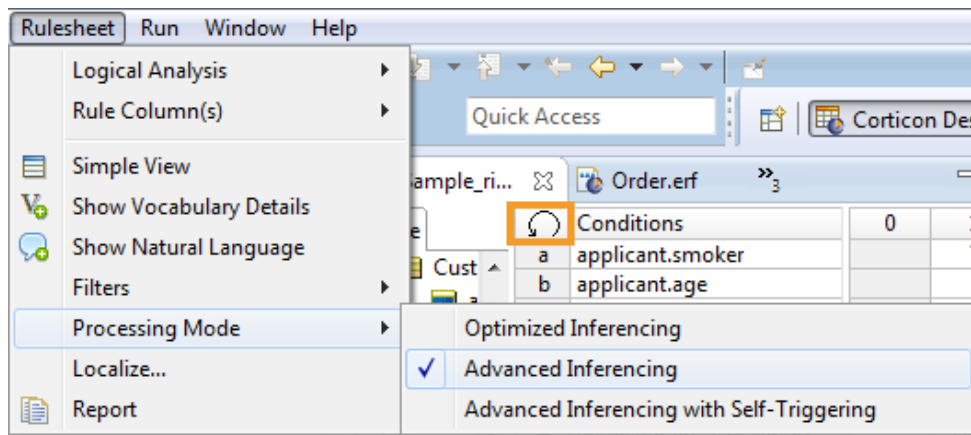 Rulesheet Run Window Help
Logical Analysis
Rule Column(s)
Quick Access
Corticon Des
Simple View
Show Vocabulary Details
Show Natural Language
Filters
Processing Mode
Localize...
Report
ample_ri...
Order.erf
»3
Conditions 0
Cust
a applicant.smoker
b applicant.age
Optimized Inferencing
Advanced Inferencing
Advanced Inferencing with Self-Triggering